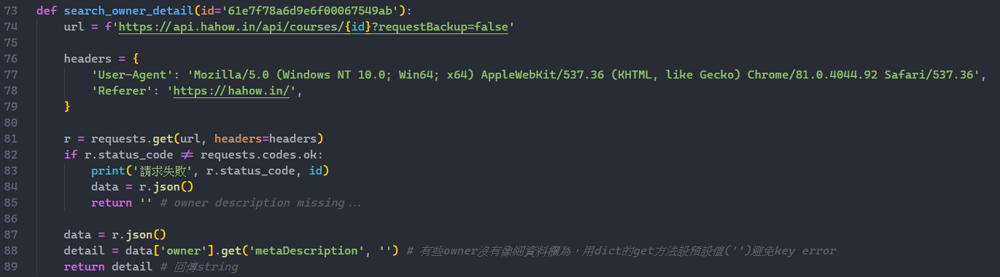 73 def search_owner_detail(id='61e7f78a6d9e6f00067549ab'):
74     url = f'https://api.hahow.in/api/courses/{id}?requestBackup=false'
75
76     headers = {
77         'User-Agent': 'Mozilla/5.0 (Windows NT 10.0; Win64; x64) AppleWebKit/537.36 (KHTML, like Gecko) Chrome/81.0.4044.92 Safari/537.36',
78         'Referer': 'https://hahow.in/',
79     }
80
81     r = requests.get(url, headers=headers)
82     if r.status_code ≠ requests.codes.ok:
83         print('請求失敗', r.status_code, id)
84         data = r.json()
85         return '' # owner description missing...
86
87     data = r.json()
88     detail = data['owner'].get('metaDescription', '') # 有些owner沒有像細資料欄為，用dict的get方法設預設值('')避免key error
89     return detail # 回傳string